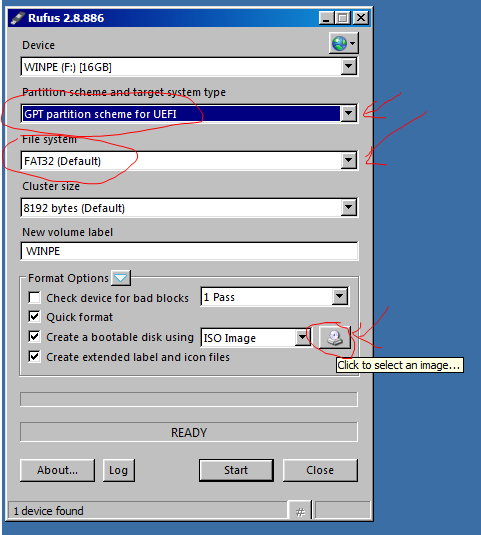 Rufus 2.8.886
Device
WINPE (F:) [16GB]
Partition scheme and target system type
GPT partition scheme for UEFI
File system
FAT32 (Default)
Cluster size
8192 bytes (Default)
New volume label
WINPE
Format Options
Check device for bad blocks 1 Pass
Quick format
Create a bootable disk using ISO Image
Create extended label and icon files
Click to select an image...
READY
About... Log Start Close
1 device found #